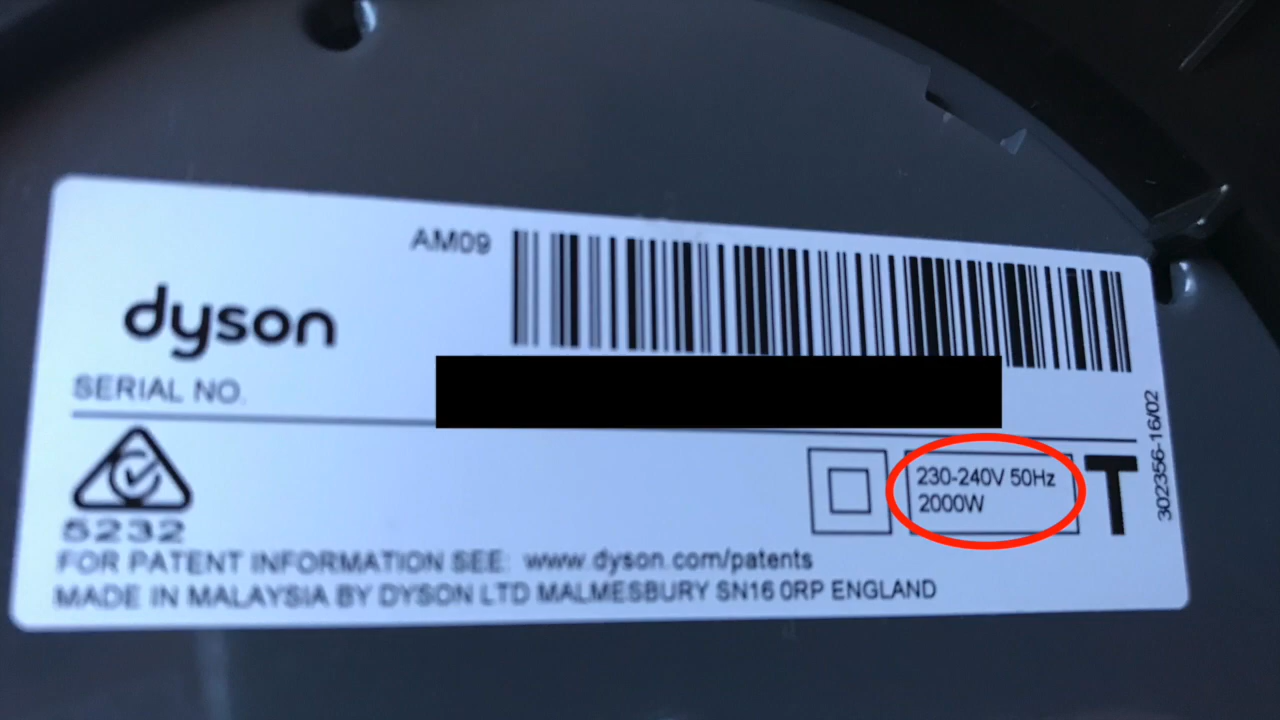 AM09
dyson
SERIAL NO.
5232
230-240V 50Hz
2000W
T
302356-16/02
FOR PATENT INFORMATION SEE: www.dyson.com/patents
MADE IN MALAYSIA BY DYSON LTD MALMESBURY SN16 0RP ENGLAND